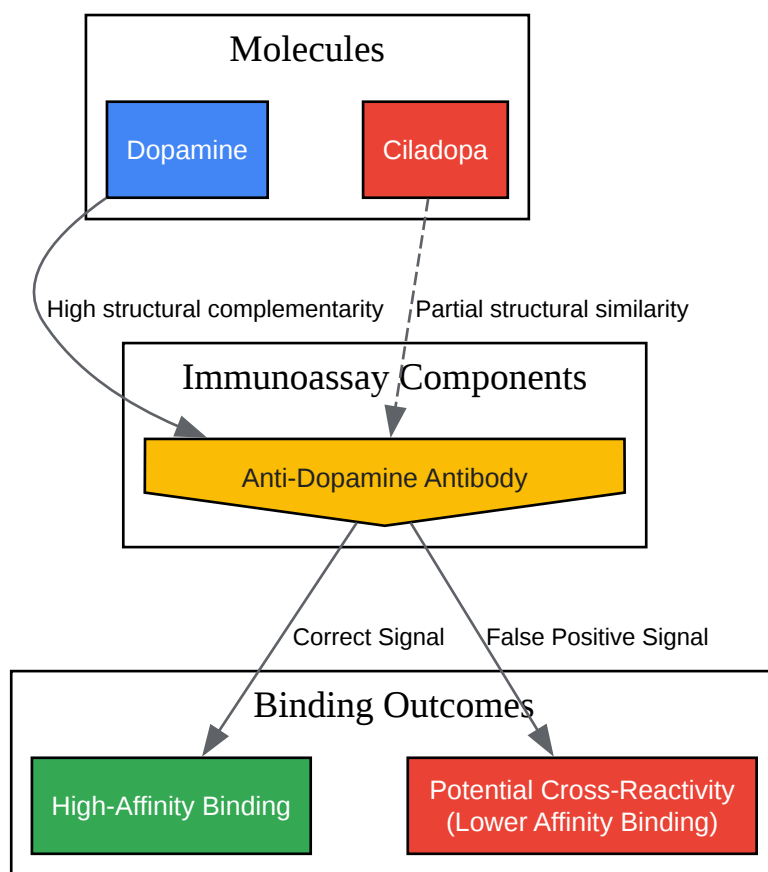 Molecules
Dopamine
Ciladopa
High structural complementarity
Partial structural similarity
Immunoassay Components
Anti-Dopamine Antibody
Correct Signal
False Positive Signal
Binding Outcomes
High-Affinity Binding
Potential Cross-Reactivity
(Lower Affinity Binding)